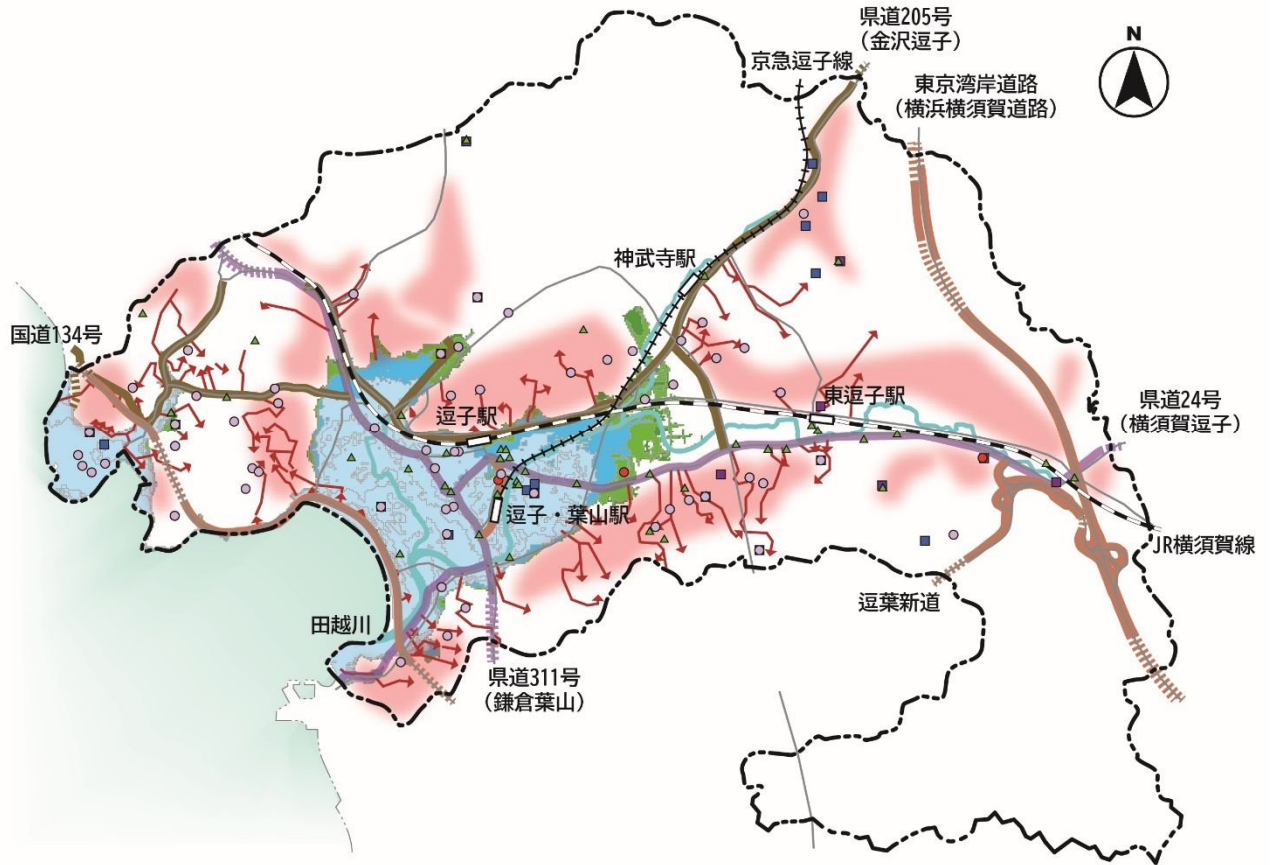 県道205号
（金沢逗子）
N
京急逗子線
東京湾岸道路
（横浜横須賀道路）
神武寺駅
国道134号
逗子駅
東逗子駅
県道24号
（横須賀逗子）
逗子・葉山駅
JR横須賀線
逗葉新道
田越川
県道311号
（鎌倉葉山）